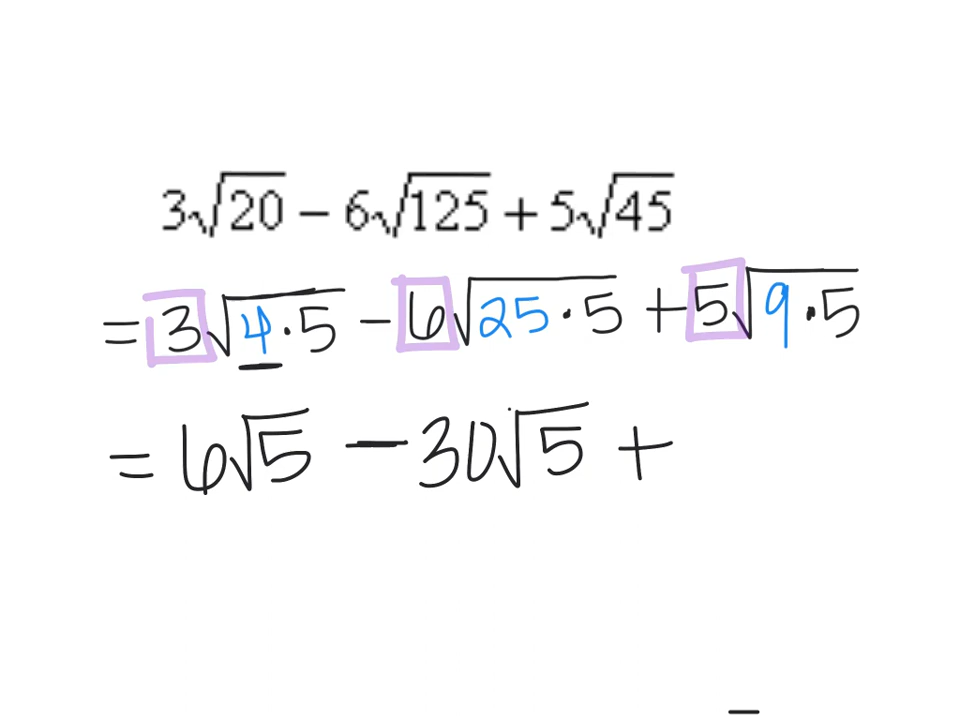 3√20 − 6√125 + 5√45
= 3√4·5 − 6√25·5 + 5√9·5
= 6√5 − 30√5 +